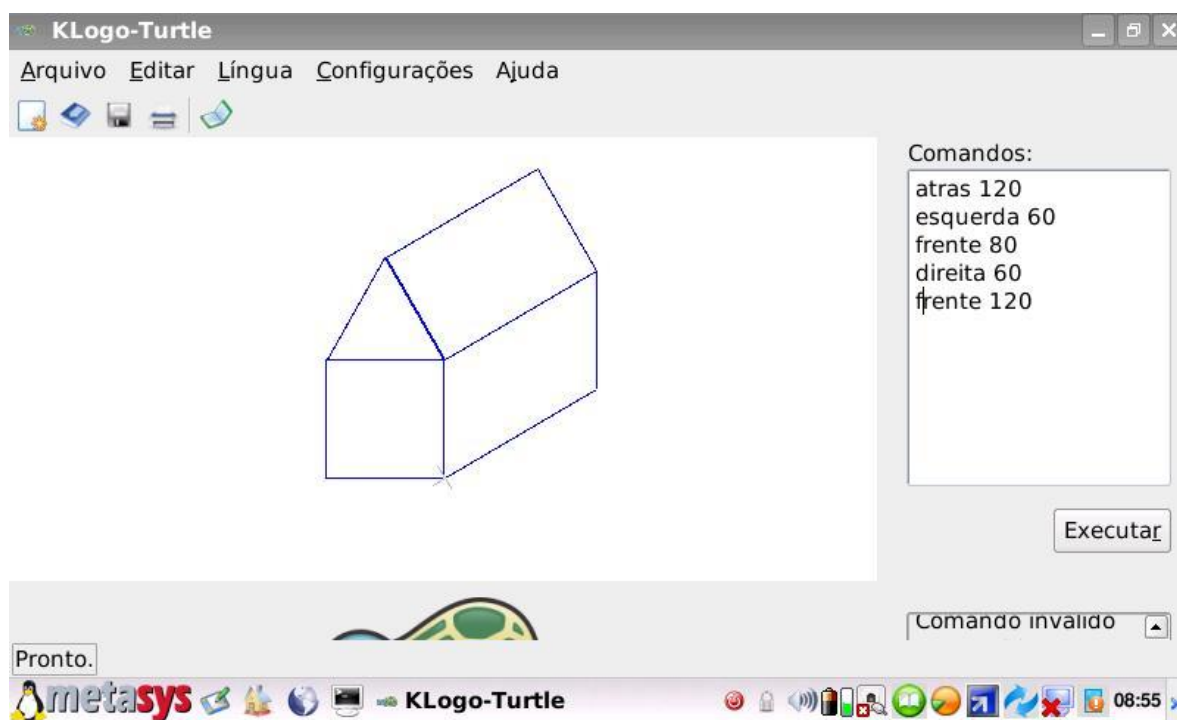 KLogo-Turtle
Arquivo Editar Língua Configurações Ajuda
Comandos:
atras 120
esquerda 60
frente 80
direita 60
frente 120
Executar
Comando invalido
Pronto.
metasys KLogo-Turtle 08:55